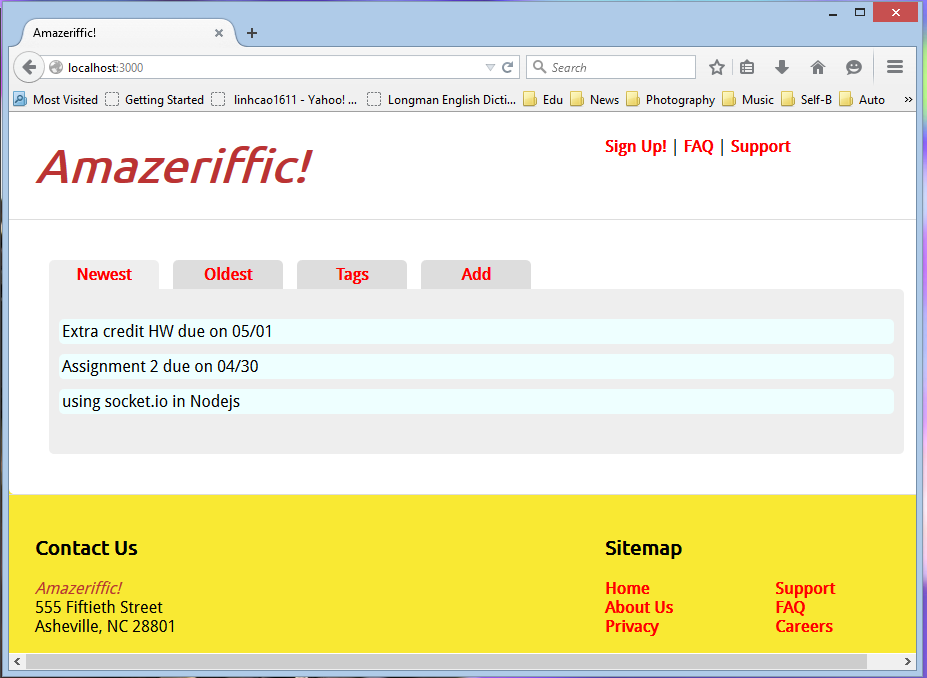 Amazeriffic!
localhost:3000
Search
Most Visited Getting Started linhcao1611 - Yahoo! ... Longman English Dicti... Edu News Photography Music Self-B Auto »
Amazeriffic!
Sign Up! | FAQ | Support
Newest Oldest Tags Add
Extra credit HW due on 05/01
Assignment 2 due on 04/30
using socket.io in Nodejs
Contact Us
Amazeriffic!
555 Fiftieth Street
Asheville, NC 28801
Sitemap
Home Support
About Us FAQ
Privacy Careers